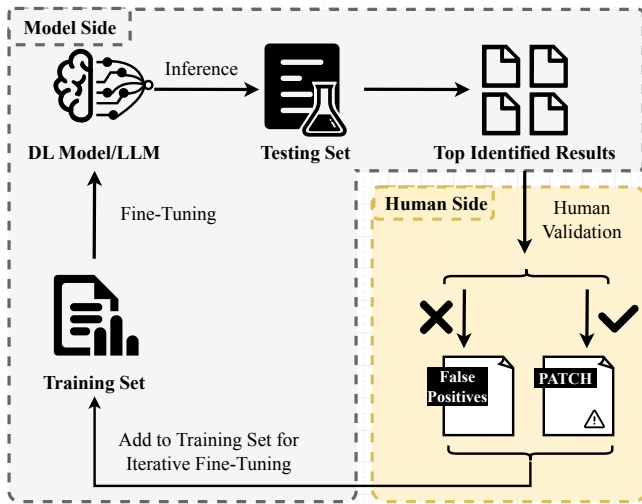 Model Side
Inference
DL Model/LLM
Testing Set
Top Identified Results
Fine-Tuning
Human Side
Human
Validation
Training Set
False
Positives
PATCH
Add to Training Set for
Iterative Fine-Tuning